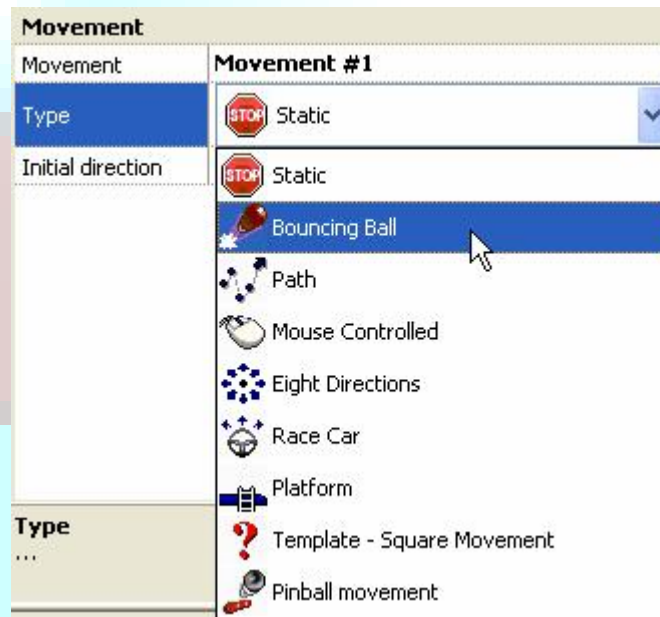 Movement
Movement Movement #1
Type STOP Static
Initial direction STOP Static
Bouncing Ball
Path
Mouse Controlled
Eight Directions
Race Car
Platform
Type
...
Template - Square Movement
Pinball movement